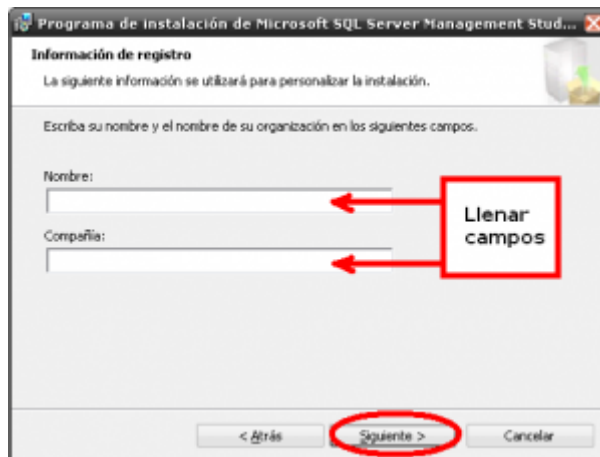 Programa de instalación de Microsoft SQL Server Management Stud...
Información de registro
La siguiente información se utilizará para personalizar la instalación.
Escriba su nombre y el nombre de su organización en los siguientes campos.
Nombre:
Llenar
campos
Compañía:
< Atrás
Siguiente >
Cancelar